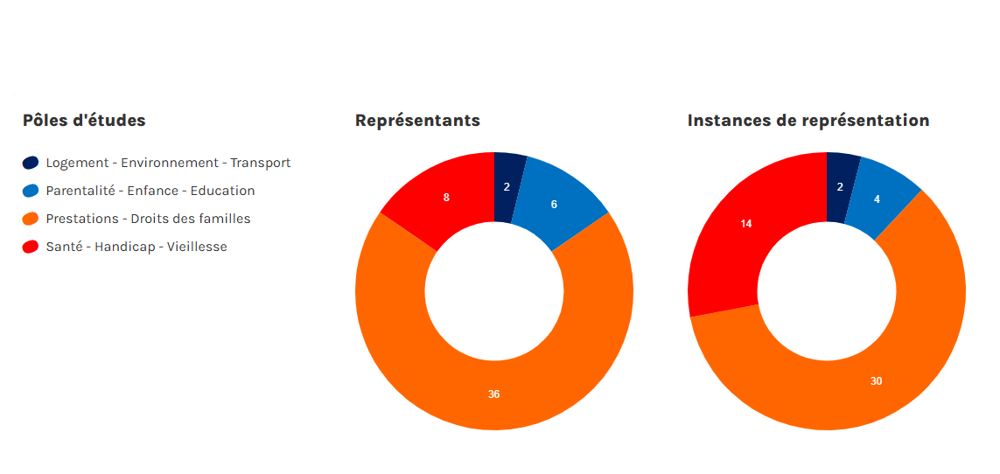 Pôles d'études
Logement - Environnement - Transport
Parentalité - Enfance - Education
Prestations - Droits des familles
Santé - Handicap - Vieillesse
Représentants
2
6
8
36
Instances de représentation
2
4
14
30